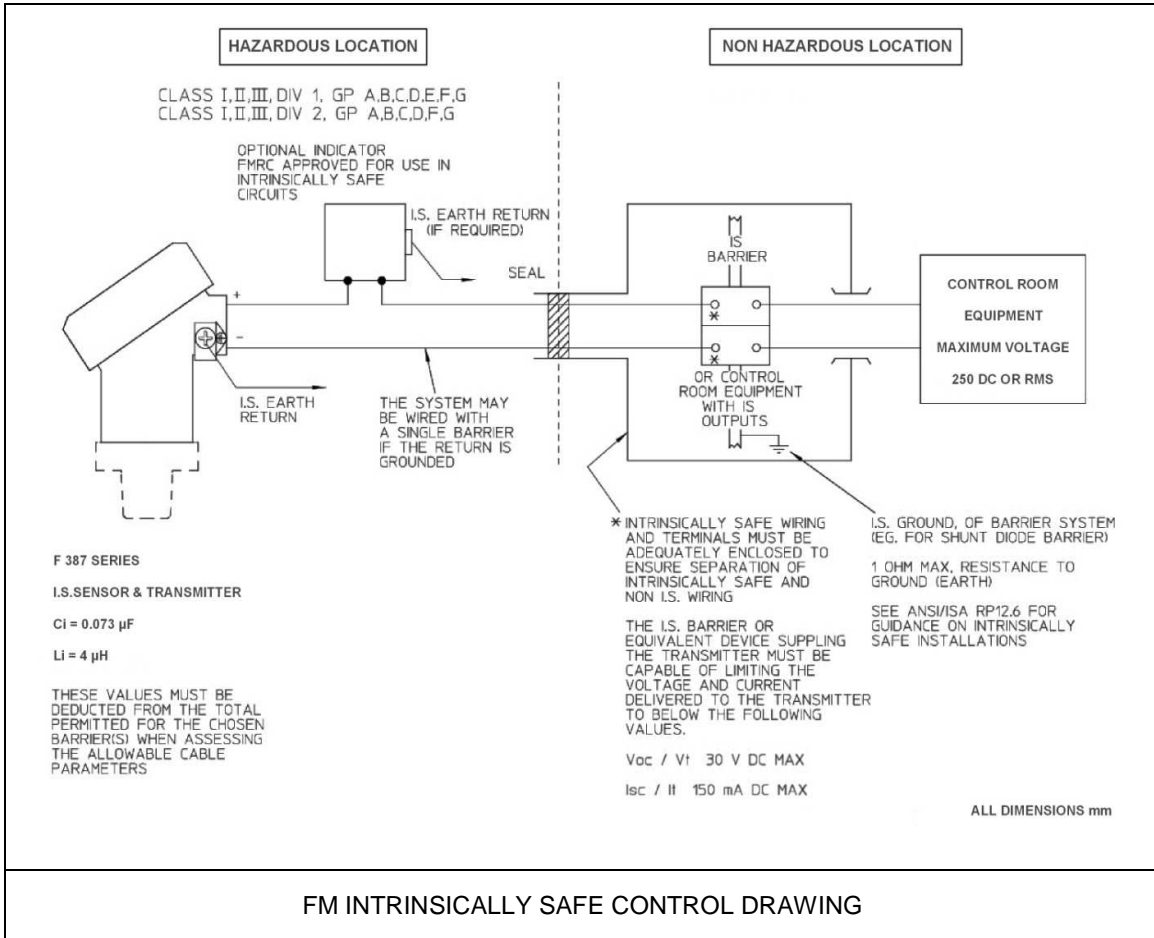 HAZARDOUS LOCATION
NON HAZARDOUS LOCATION
CLASS I,II,III, DIV 1, GP A,B,C,D,E,F,G
CLASS I,II,III, DIV 2, GP A,B,C,D,F,G
OPTIONAL INDICATOR
FMRC APPROVED FOR USE IN
INTRINSICALLY SAFE
CIRCUITS
I.S. EARTH RETURN
(IF REQUIRED)
SEAL
IS
BARRIER
+
-
*
*
OR CONTROL
ROOM EQUIPMENT
WITH IS
OUTPUTS
CONTROL ROOM
EQUIPMENT
MAXIMUM VOLTAGE
250 DC OR RMS
I.S. EARTH
RETURN
THE SYSTEM MAY
BE WIRED WITH
A SINGLE BARRIER
IF THE RETURN IS
GROUNDED
F 387 SERIES
I.S.SENSOR & TRANSMITTER
Ci = 0.073 µF
Li = 4 µH
THESE VALUES MUST BE
DEDUCTED FROM THE TOTAL
PERMITTED FOR THE CHOSEN
BARRIER(S) WHEN ASSESSING
THE ALLOWABLE CABLE
PARAMETERS
* INTRINSICALLY SAFE WIRING
AND TERMINALS MUST BE
ADEQUATELY ENCLOSED TO
ENSURE SEPARATION OF
INTRINSICALLY SAFE AND
NON I.S. WIRING
THE I.S. BARRIER OR
EQUIVALENT DEVICE SUPPLING
THE TRANSMITTER MUST BE
CAPABLE OF LIMITING THE
VOLTAGE AND CURRENT
DELIVERED TO THE TRANSMITTER
TO BELOW THE FOLLOWING
VALUES.
Voc / Vt 30 V DC MAX
Isc / It 150 mA DC MAX
I.S. GROUND, OF BARRIER SYSTEM
(EG. FOR SHUNT DIODE BARRIER)
1 OHM MAX, RESISTANCE TO
GROUND (EARTH)
SEE ANSI/ISA RP12.6 FOR
GUIDANCE ON INTRINSICALLY
SAFE INSTALLATIONS
ALL DIMENSIONS mm
FM INTRINSICALLY SAFE CONTROL DRAWING